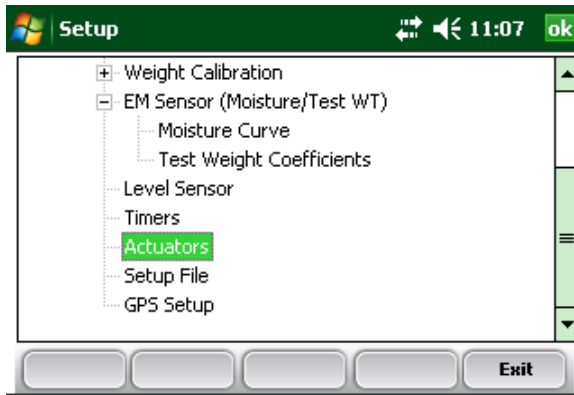 Setup 11:07 ok
Weight Calibration
EM Sensor (Moisture/Test WT)
Moisture Curve
Test Weight Coefficients
Level Sensor
Timers
Actuators
Setup File
GPS Setup
Exit